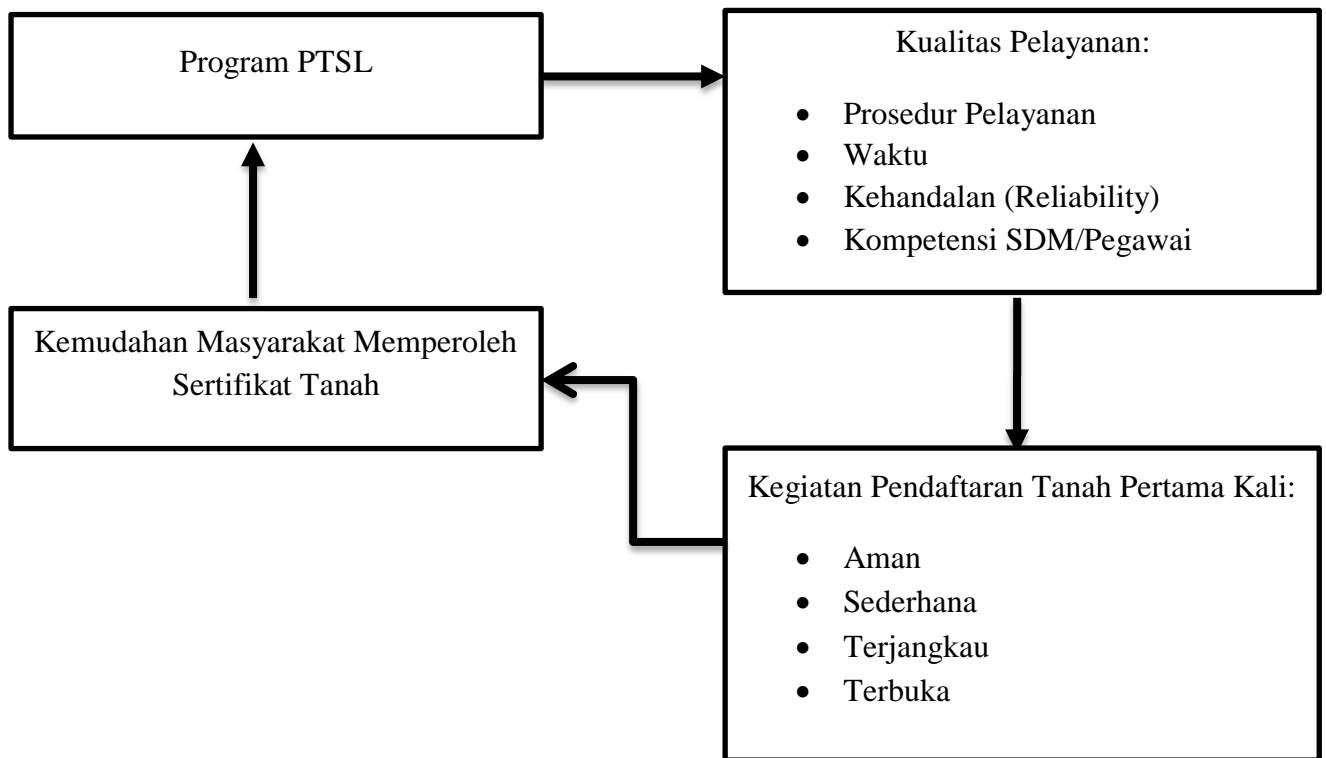 Program PTSL
Kualitas Pelayanan:
• Prosedur Pelayanan
• Waktu
• Kehandalan (Reliability)
• Kompetensi SDM/Pegawai
Kemudahan Masyarakat Memperoleh
Sertifikat Tanah
Kegiatan Pendaftaran Tanah Pertama Kali:
• Aman
• Sederhana
• Terjangkau
• Terbuka